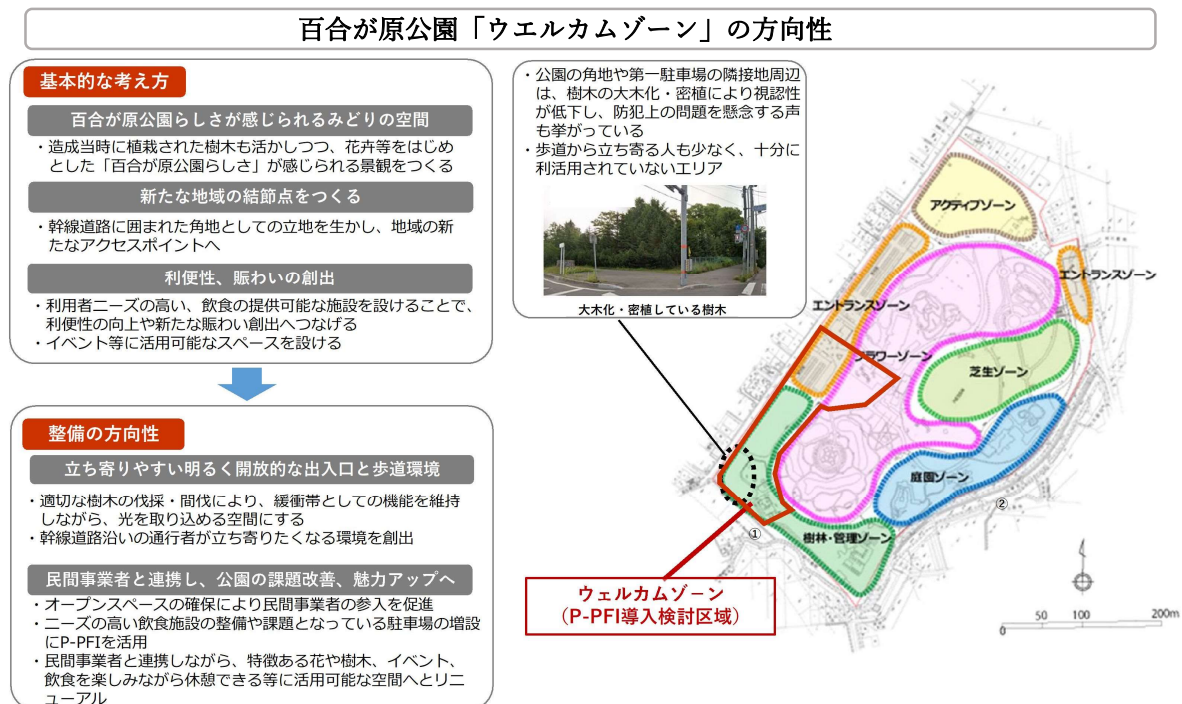 百合が原公園「ウエルカムゾーン」の方向性
基本的な考え方
百合が原公園らしさが感じられるみどりの空間
・造成当時に植栽された樹木も活かしつつ、花卉等をはじめ
とした「百合が原公園らしさ」が感じられる景観をつくる
新たな地域の結節点をつくる
・幹線道路に囲まれた角地としての立地を生かし、地域の新
たなアクセスポイントへ
利便性、賑わいの創出
・利用者ニーズの高い、飲食の提供可能な施設を設けることで、
利便性の向上や新たな賑わい創出へつなげる
・イベント等に活用可能なスペースを設ける
整備の方向性
立ち寄りやすい明るく開放的な出入口と歩道環境
・適切な樹木の伐採・間伐により、緩衝帯としての機能を維持
しながら、光を取り込める空間にする
・幹線道路沿いの通行者が立ち寄りたくなる環境を創出
民間事業者と連携し、公園の課題改善、魅力アップへ
・オープンスペースの確保により民間事業者の参入を促進
・ニーズの高い飲食施設の整備や課題となっている駐車場の増設
にP-PFIを活用
・民間事業者と連携しながら、特徴ある花や樹木、イベント、
飲食を楽しみながら休憩できる等に活用可能な空間へとリニ
ューアル
・公園の角地や第一駐車場の隣接地周辺
は、樹木の大木化・密植により視認性
が低下し、防犯上の問題を懸念する声
も挙がっている
・歩道から立ち寄る人も少なく、十分に
利活用されていないエリア
大木化・密植している樹木
アクティブゾーン
エントランスゾーン
エントランスゾーン
フラワーゾーン
芝生ゾーン
庭園ゾーン
②
①
樹林・管理ゾーン
ウェルカムゾーン
（P-PFI導入検討区域）
0 50 100 200m